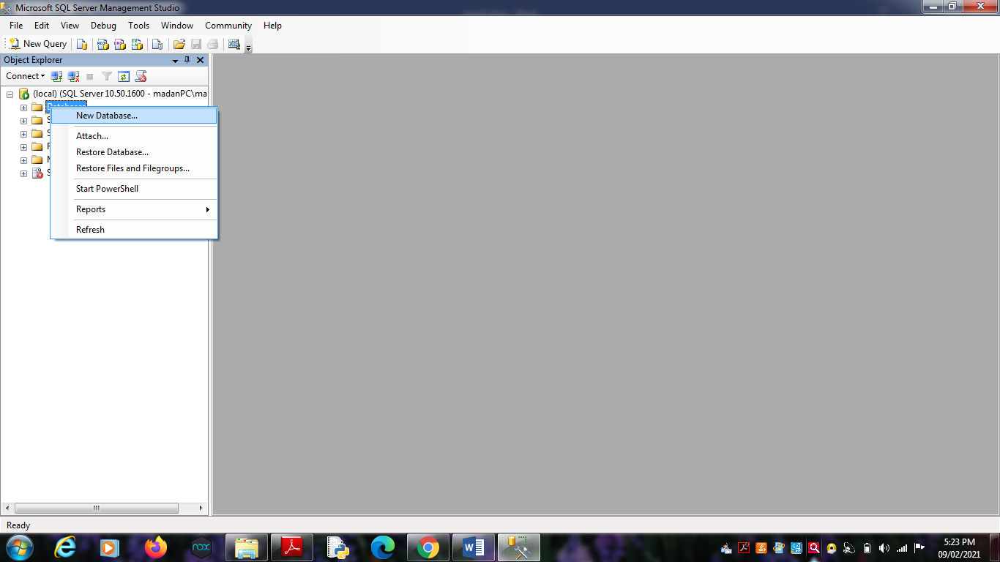 Microsoft SQL Server Management Studio
File Edit View Debug Tools Window Community Help
New Query
Object Explorer
Connect
(local) (SQL Server 10.50.1600 - madanPC\ma
New Database...
Attach...
Restore Database...
Restore Files and Filegroups...
Start PowerShell
Reports
Refresh
Ready
nox
5:23 PM
09/02/2021